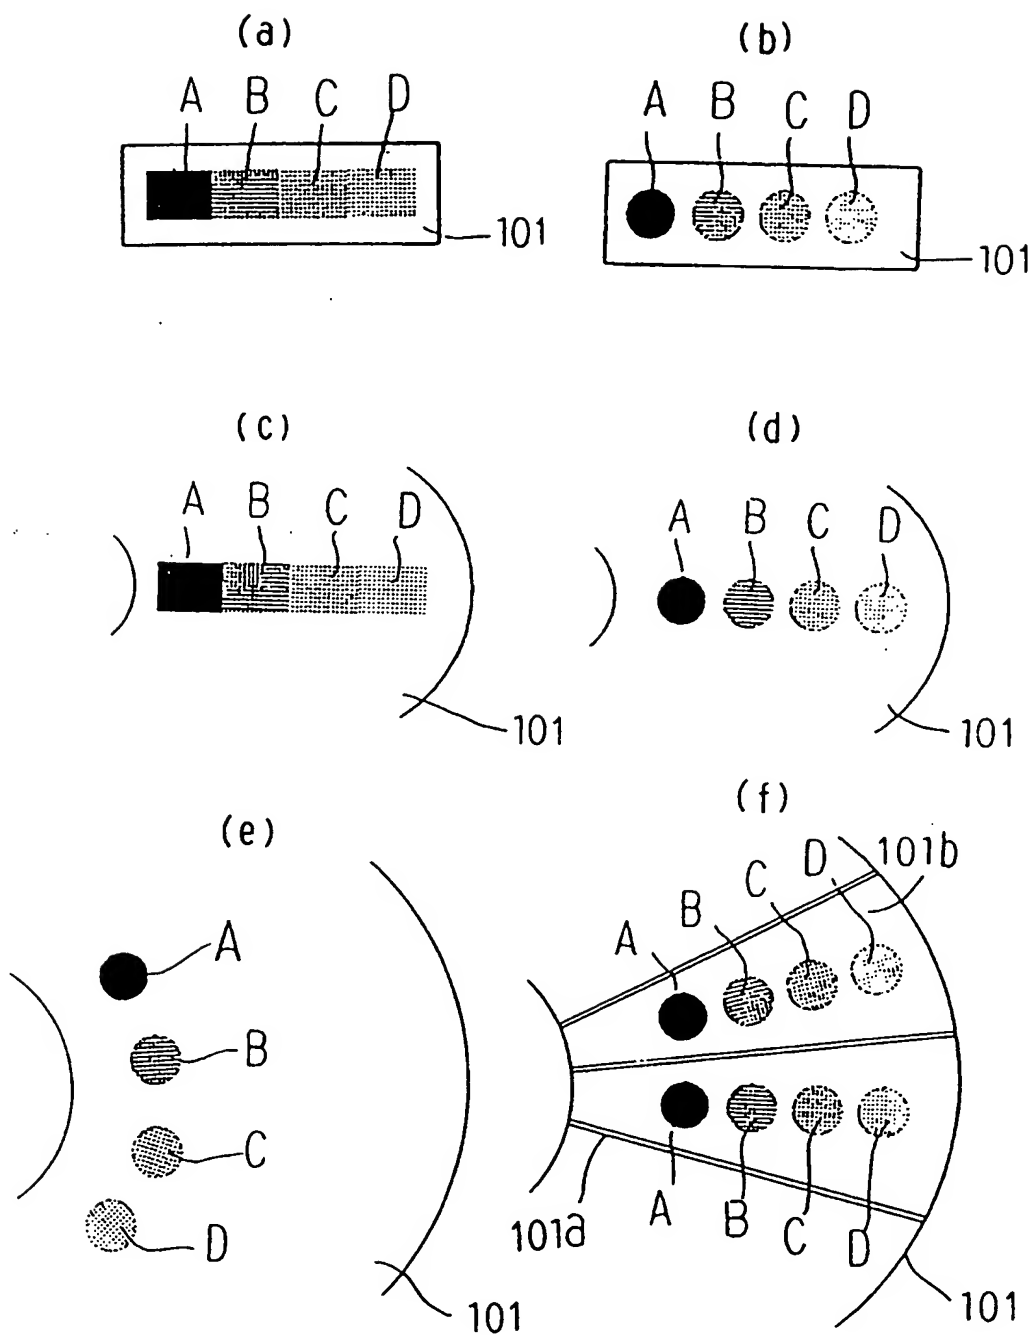 (a)
A B C D
101
(b)
A B C D
101
(c)
A B C D
101
(d)
A B C D
101
(e)
A
B
C
D
101
(f)
A B C D 101b
101a A B C D
101